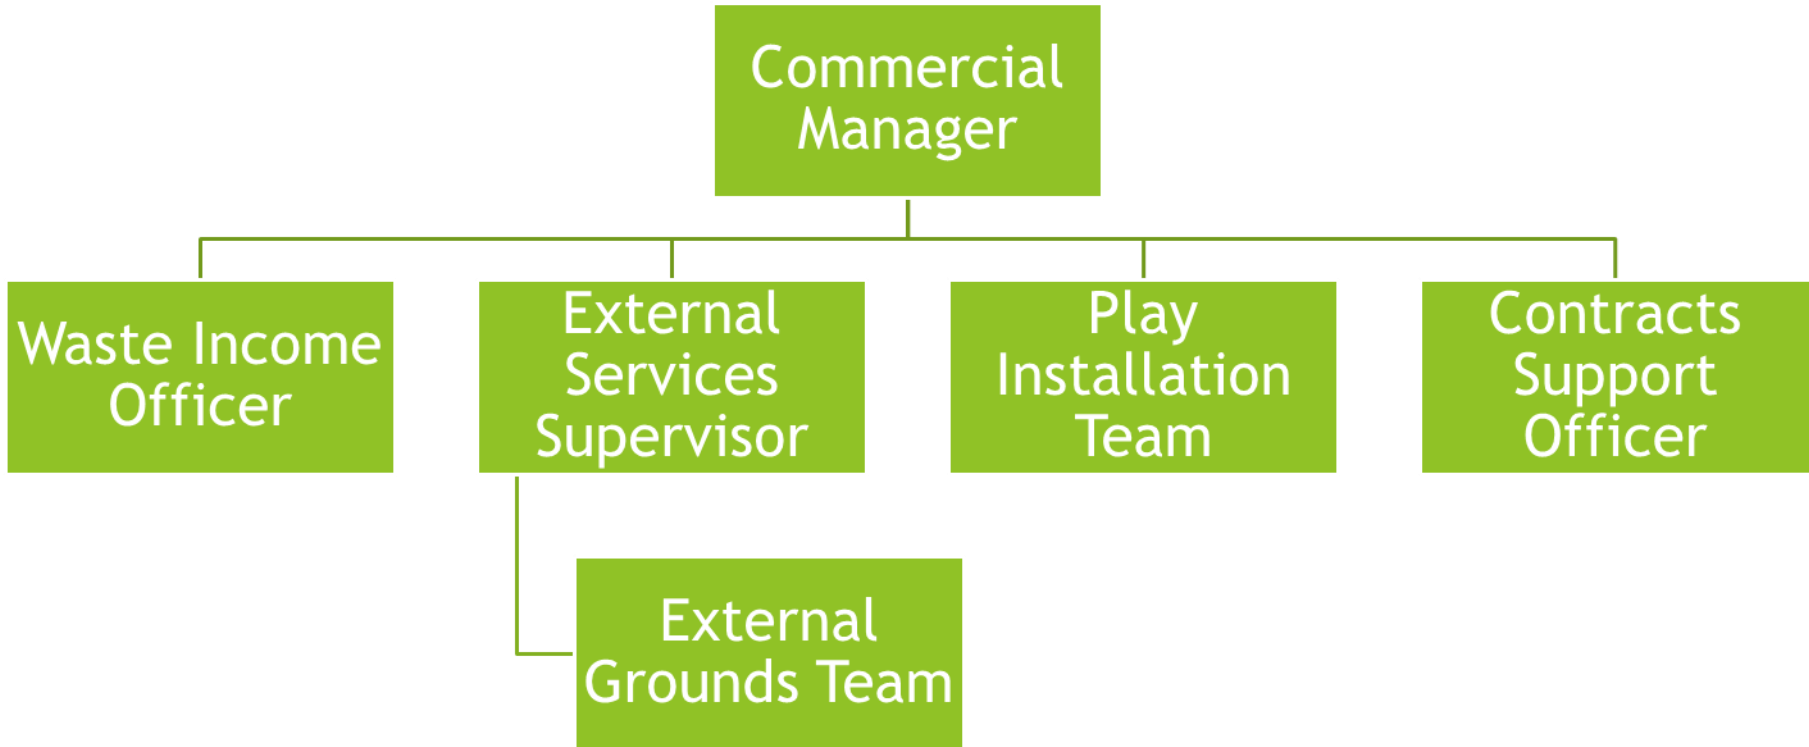 Commercial
Manager
Waste Income
Officer
External
Services
Supervisor
Play
Installation
Team
Contracts
Support
Officer
External
Grounds Team